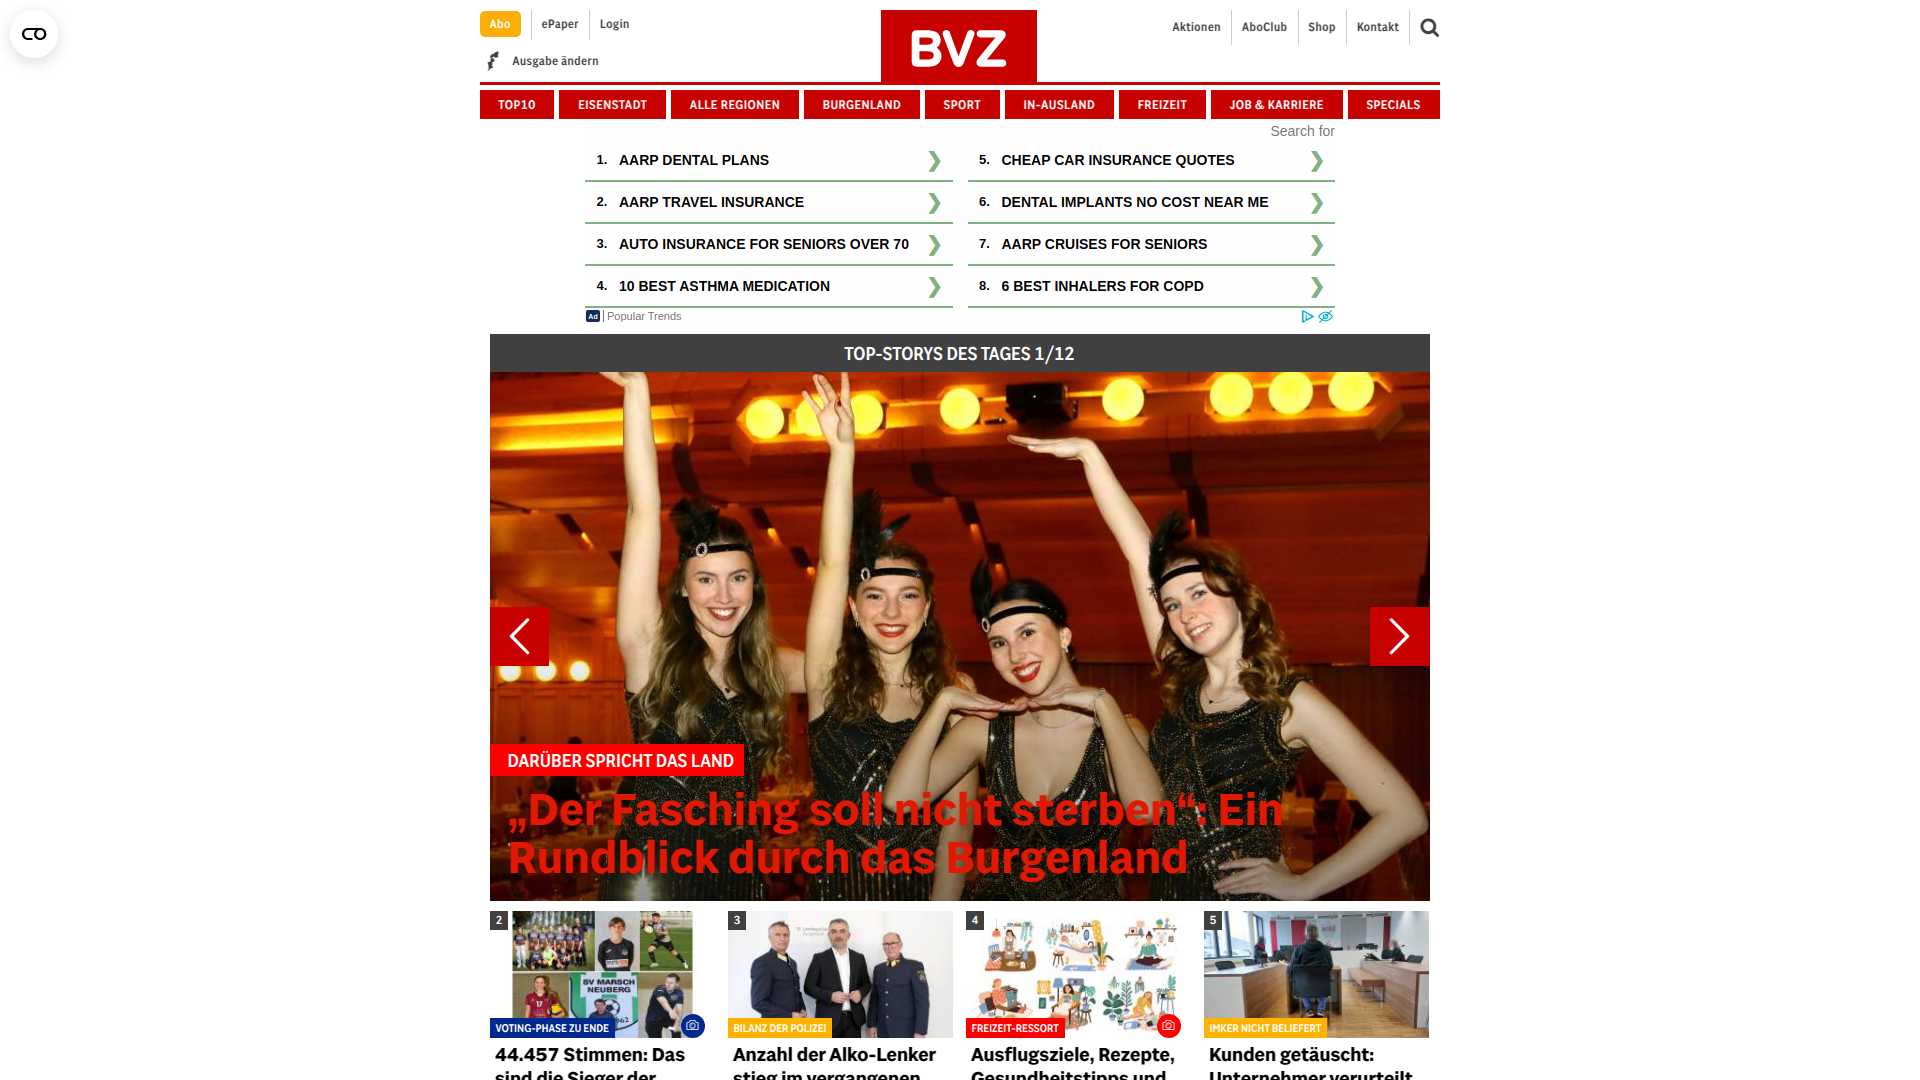 Abo
ePaper
Login
BVZ
Aktionen
AboClub
Shop
Kontakt
Ausgabe ändern
TOP10
EISENSTADT
ALLE REGIONEN
BURGENLAND
SPORT
IN-AUSLAND
FREIZEIT
JOB & KARRIERE
SPECIALS
Search for
1. AARP DENTAL PLANS
2. AARP TRAVEL INSURANCE
3. AUTO INSURANCE FOR SENIORS OVER 70
4. 10 BEST ASTHMA MEDICATION
5. CHEAP CAR INSURANCE QUOTES
6. DENTAL IMPLANTS NO COST NEAR ME
7. AARP CRUISES FOR SENIORS
8. 6 BEST INHALERS FOR COPD
Ad | Popular Trends
TOP-STORYS DES TAGES 1/12
DARÜBER SPRICHT DAS LAND
„Der Fasching soll nicht sterben“: Ein
Rundblick durch das Burgenland
2
SV MARSCH
NEUBERG
VOTING-PHASE ZU ENDE
44.457 Stimmen: Das
sind die Sieger der
3
BILANZ DER POLIZEI
Anzahl der Alko-Lenker
stieg im vergangenen
4
FREIZEIT-RESSORT
Ausflugsziele, Rezepte,
Gesundheitstipps und
5
IMKER NICHT BELIEFERT
Kunden getäuscht:
Unternehmer verurteilt